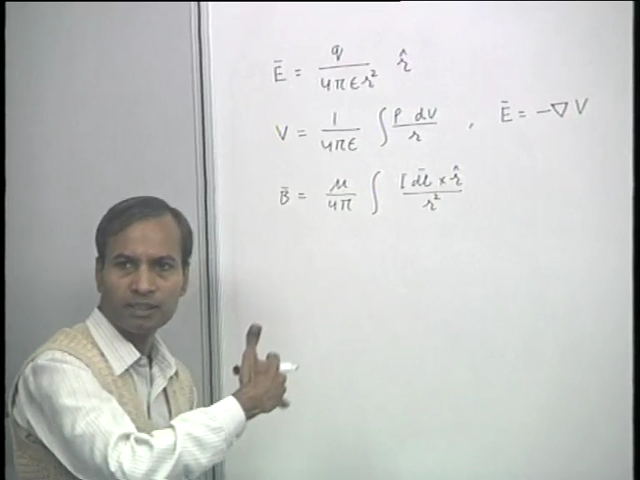 Ē = q / 4πϵr² r̂
V = 1 / 4πϵ ∫ ρ dV / r , Ē = −∇V
B̄ = μ / 4π ∫ I dl̄ × r̂ / r²